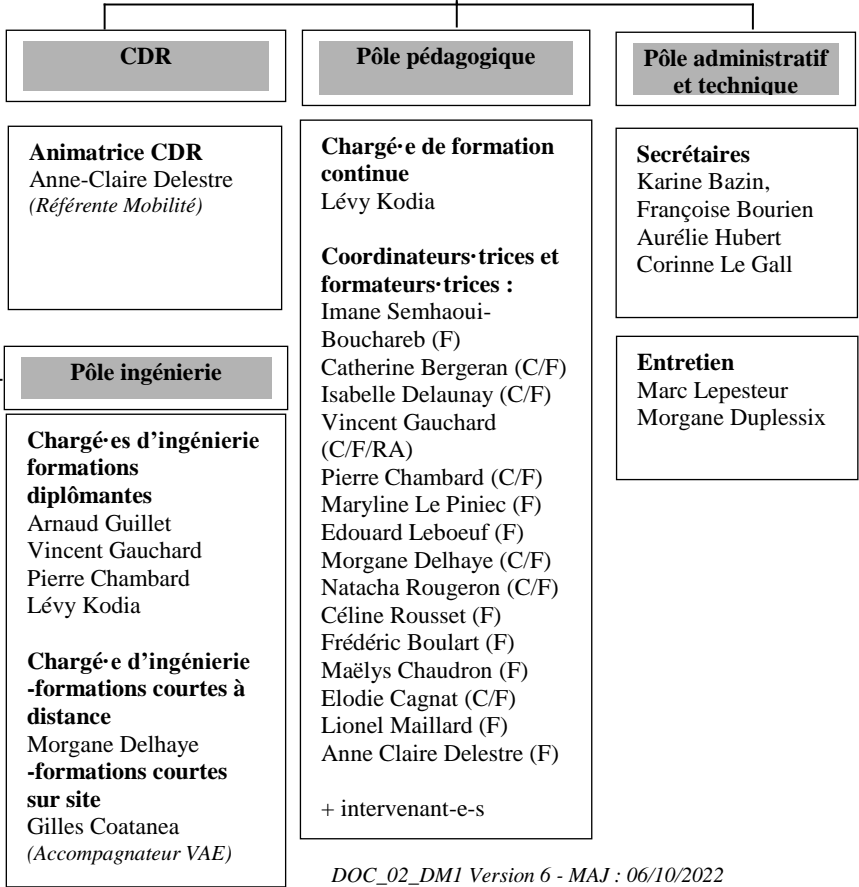 CDR
Animatrice CDR
Anne-Claire Delestre
(Référente Mobilité)
Pôle ingénierie
Chargé·es d’ingénierie
formations
diplômantes
Arnaud Guillet
Vincent Gauchard
Pierre Chambard
Lévy Kodia
Chargé·e d’ingénierie
-formations courtes à
distance
Morgane Delhaye
-formations courtes
sur site
Gilles Coatanea
(Accompagnateur VAE)
Pôle pédagogique
Chargé·e de formation
continue
Lévy Kodia
Coordinateurs·trices et
formateurs·trices :
Imane Semhaoui-
Bouchareb (F)
Catherine Bergeran (C/F)
Isabelle Delaunay (C/F)
Vincent Gauchard
(C/F/RA)
Pierre Chambard (C/F)
Maryline Le Piniec (F)
Edouard Leboeuf (F)
Morgane Delhaye (C/F)
Natacha Rougeron (C/F)
Céline Rousset (F)
Frédéric Boulart (F)
Maëlys Chaudron (F)
Elodie Cagnat (C/F)
Lionel Maillard (F)
Anne Claire Delestre (F)
+ intervenant-e-s
Pôle administratif
et technique
Secrétaires
Karine Bazin,
Françoise Bourien
Aurélie Hubert
Corinne Le Gall
Entretien
Marc Lepesteur
Morgane Duplessix
DOC_02_DM1 Version 6 - MAJ : 06/10/2022